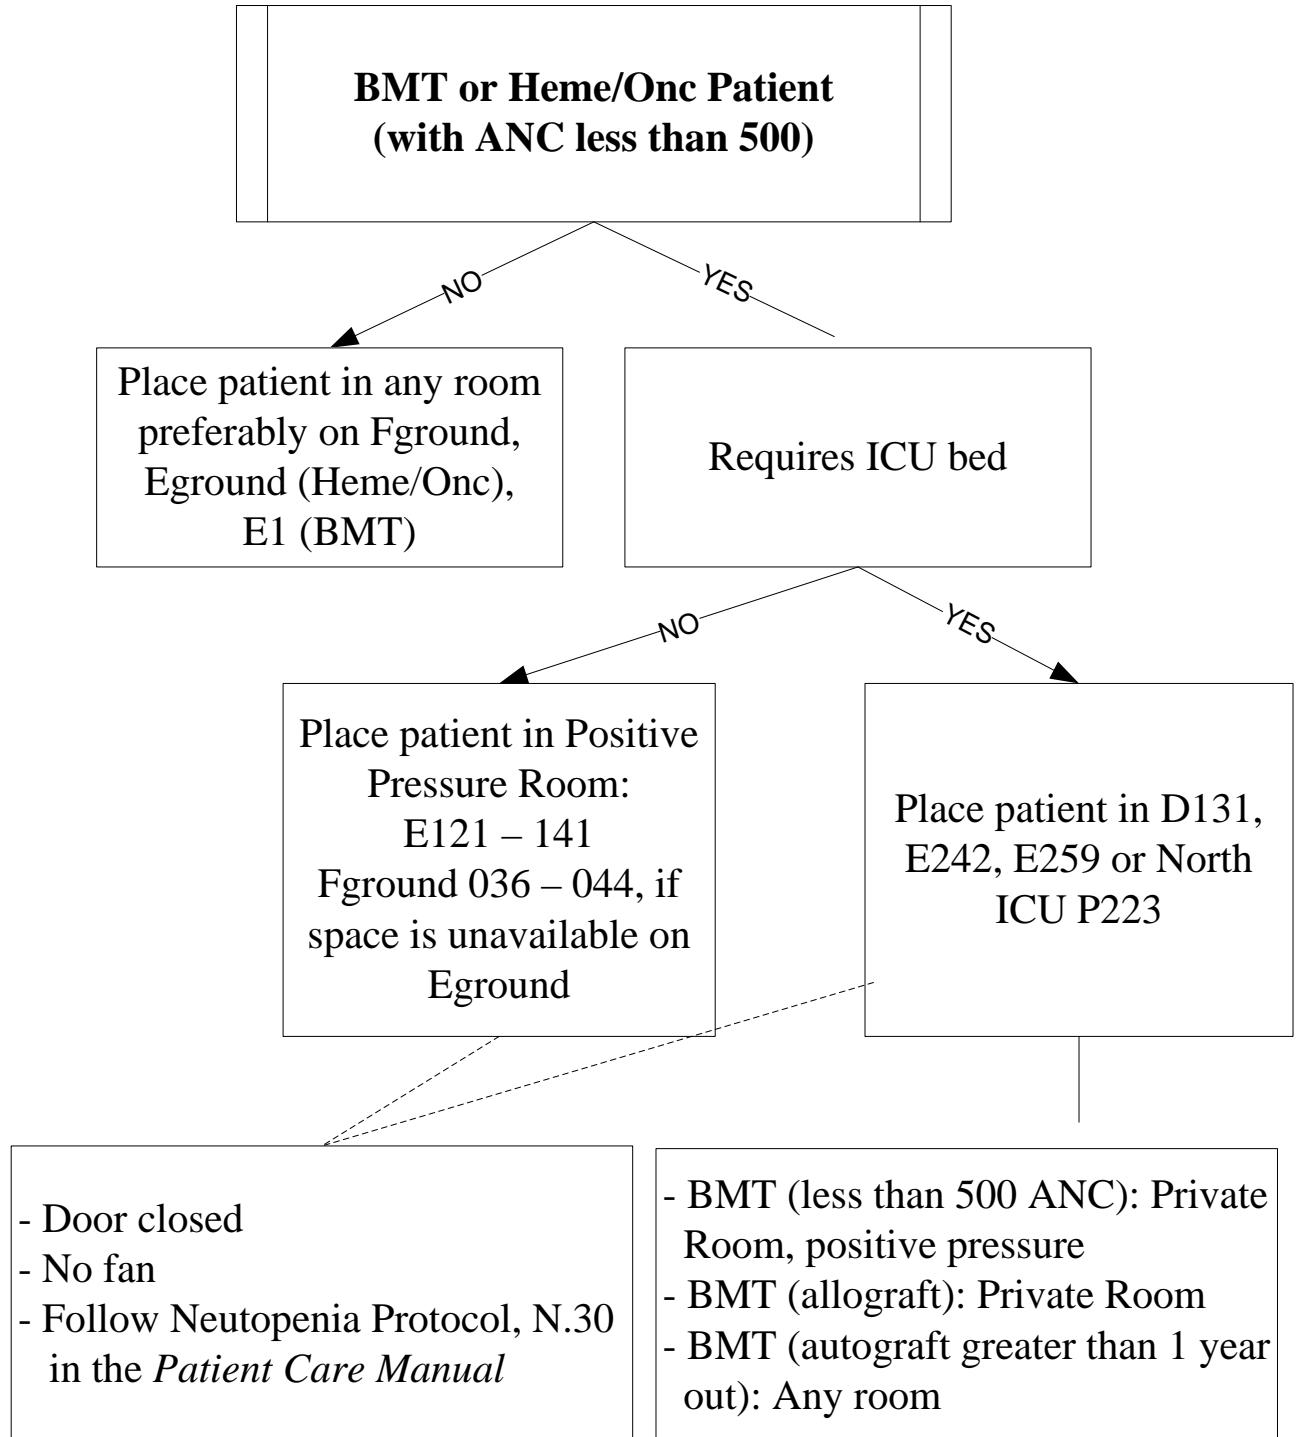 BMT or Heme/Onc Patient
(with ANC less than 500)
NO
YES
Place patient in any room
preferably on Fground,
Eground (Heme/Onc),
E1 (BMT)
Requires ICU bed
NO
YES
Place patient in Positive
Pressure Room:
E121 – 141
Fground 036 – 044, if
space is unavailable on
Eground
Place patient in D131,
E242, E259 or North
ICU P223
- Door closed
- No fan
- Follow Neutopenia Protocol, N.30
in the Patient Care Manual
- BMT (less than 500 ANC): Private
Room, positive pressure
- BMT (allograft): Private Room
- BMT (autograft greater than 1 year
out): Any room